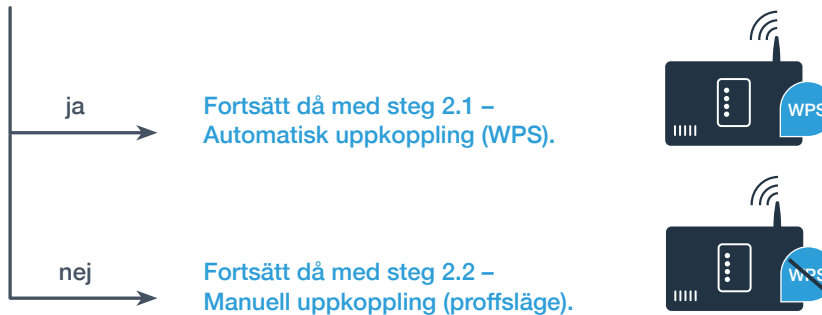 ja
Fortsätt då med steg 2.1 –
Automatisk uppkoppling (WPS).
WPS
nej
Fortsätt då med steg 2.2 –
Manuell uppkoppling (proffsläge).
WPS